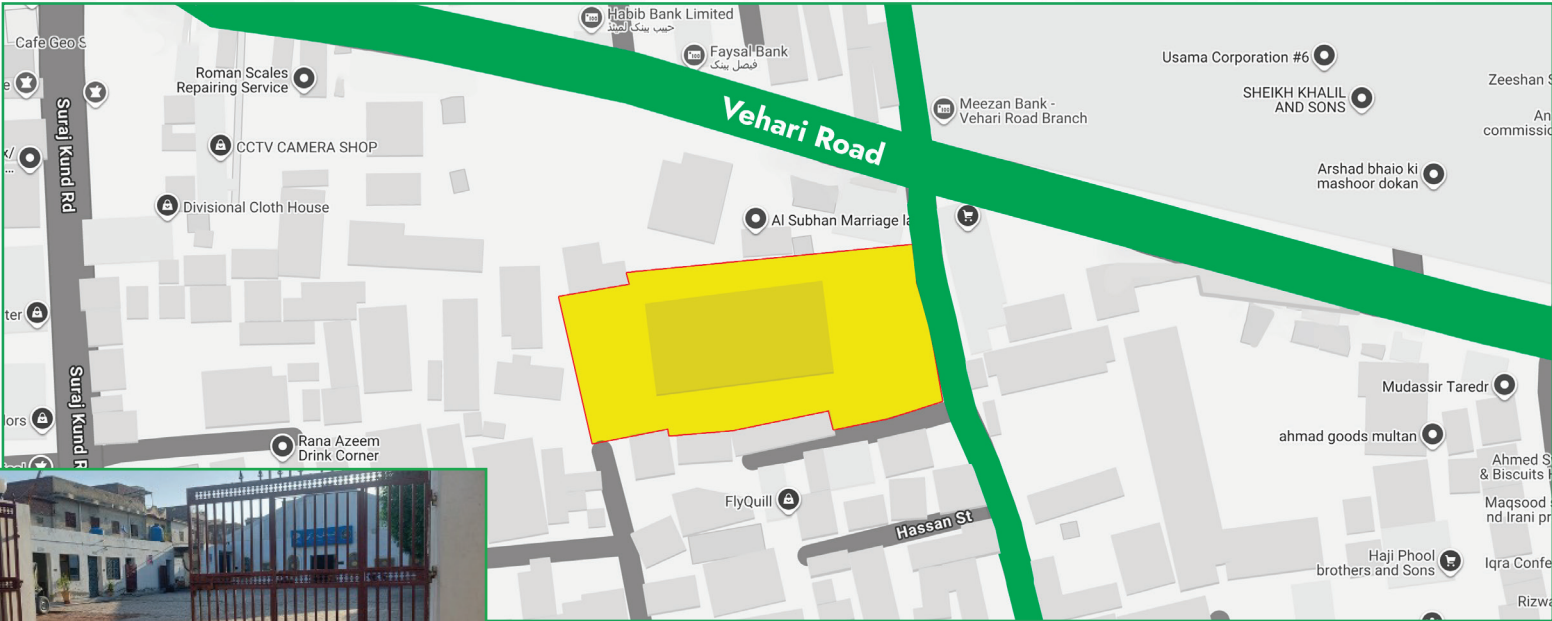 Habib Bank Limited
حبیب بینک لمیٹڈ
Faysal Bank
فیصل بینک
Cafe Geo S
Roman Scales
Repairing Service
Usama Corporation #6
SHEIKH KHALIL
AND SONS
Zeeshan S
An
commissio
Meezan Bank -
Vehari Road Branch
Vehari Road
Suraj Kund Rd
CCTV CAMERA SHOP
Arshad bhaio ki
mashoor dokan
Divisional Cloth House
Al Subhan Marriage la
ter
Suraj Kund R
lors
Mudassir Taredr
ahmad goods multan
Rana Azeem
Drink Corner
Ahmed S
& Biscuits
FlyQuill
Hassan St
Maqsood
nd Irani pr
Haji Phool
brothers and Sons
Iqra Confe
Rizwa